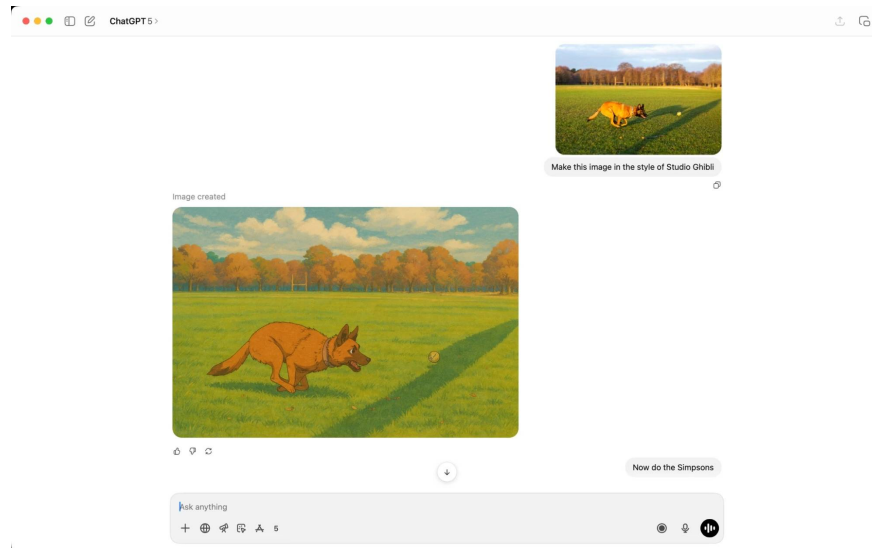 ChatGPT 5 >
Make this image in the style of Studio Ghibli
Image created
Now do the Simpsons
Ask anything
5